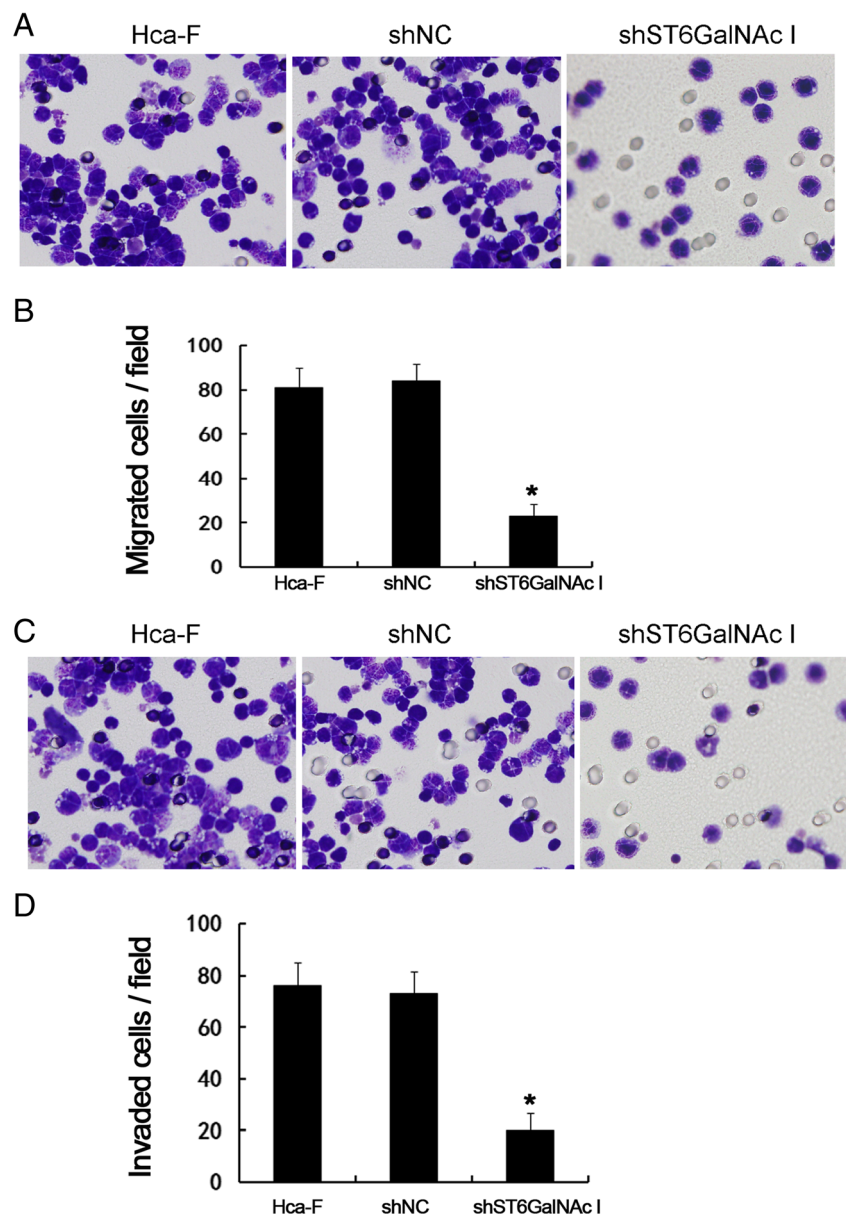 A
Hca-F shNC shST6GalNAc I
B
Migrated cells / field
100
80
60
40
20
0
*
Hca-F shNC shST6GalNAc I
C
Hca-F shNC shST6GalNAc I
D
Invaded cells / field
100
80
60
40
20
0
*
Hca-F shNC shST6GalNAc I